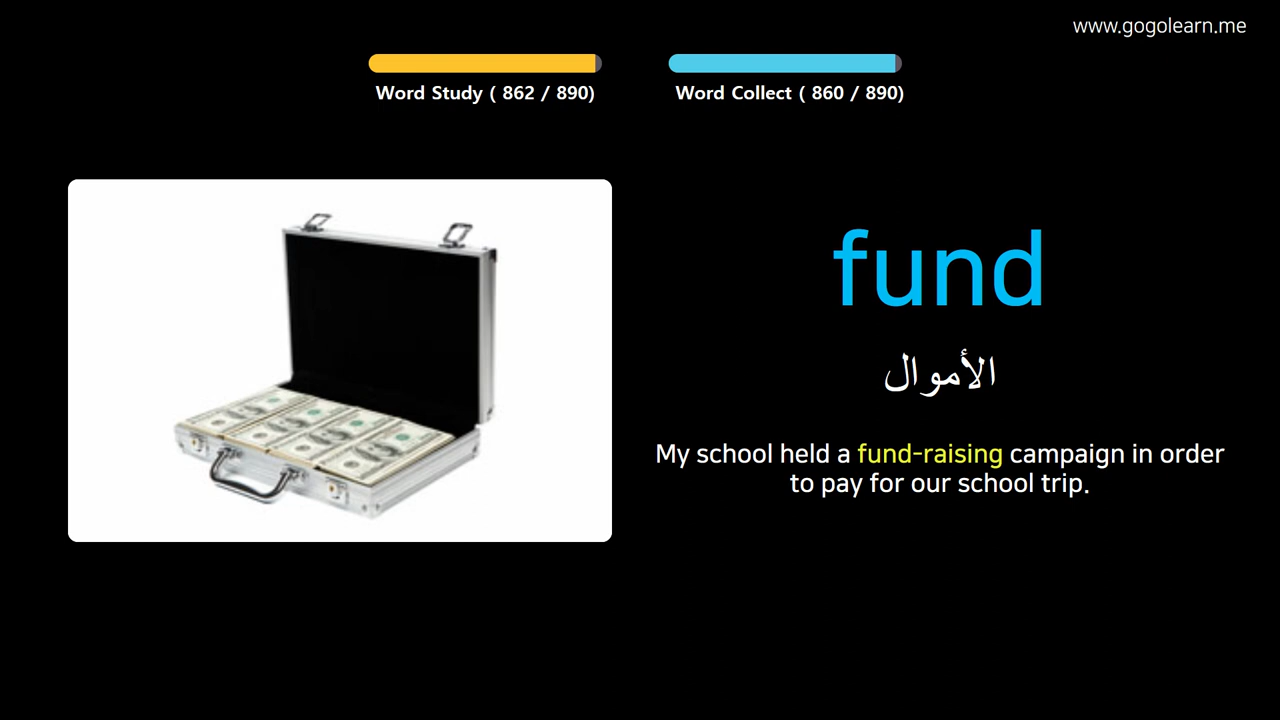 www.gogolearn.me
Word Study ( 862 / 890)
Word Collect ( 860 / 890)
fund
الأموال
My school held a fund-raising campaign in order
to pay for our school trip.